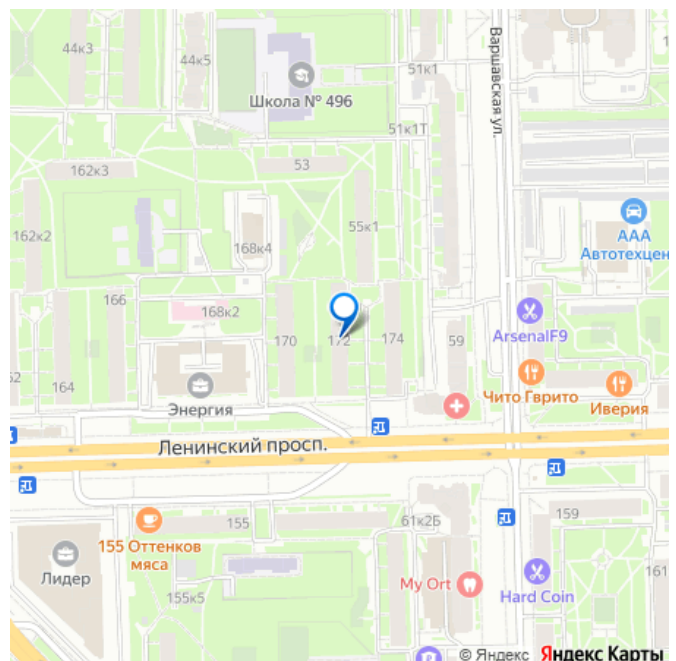 44к3
44к5
51к1
Варшавская ул.
Школа № 496
51к1Т
162к3
53
55к1
162к2
168к4
ААА
Автотехцен
166
168к2
170
172
174
59
ArsenalF9
62
164
Энергия
Чито Гврито
Иверия
Ленинский просп.
155
61к2Б
159
155 Оттенков
мяса
Лидер
155к5
My Ort
Hard Coin
161
© Яндекс Яндекс Карты